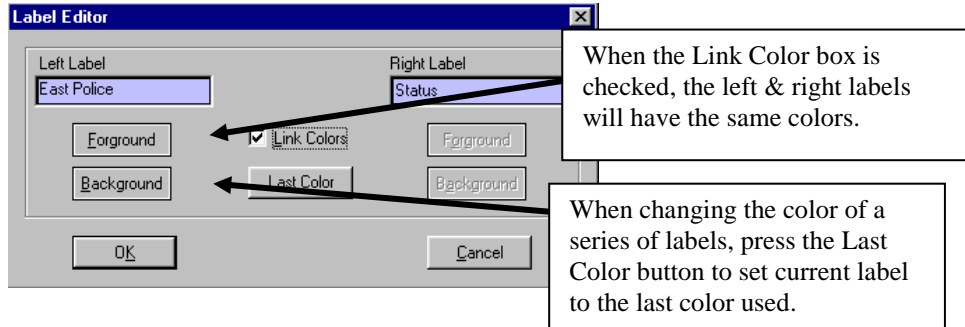 Label Editor
Left Label
Right Label
East Police
Status
Forground
Link Colors
Forground
Background
Last Color
Background
OK
Cancel
When the Link Color box is
checked, the left & right labels
will have the same colors.
When changing the color of a
series of labels, press the Last
Color button to set current label
to the last color used.